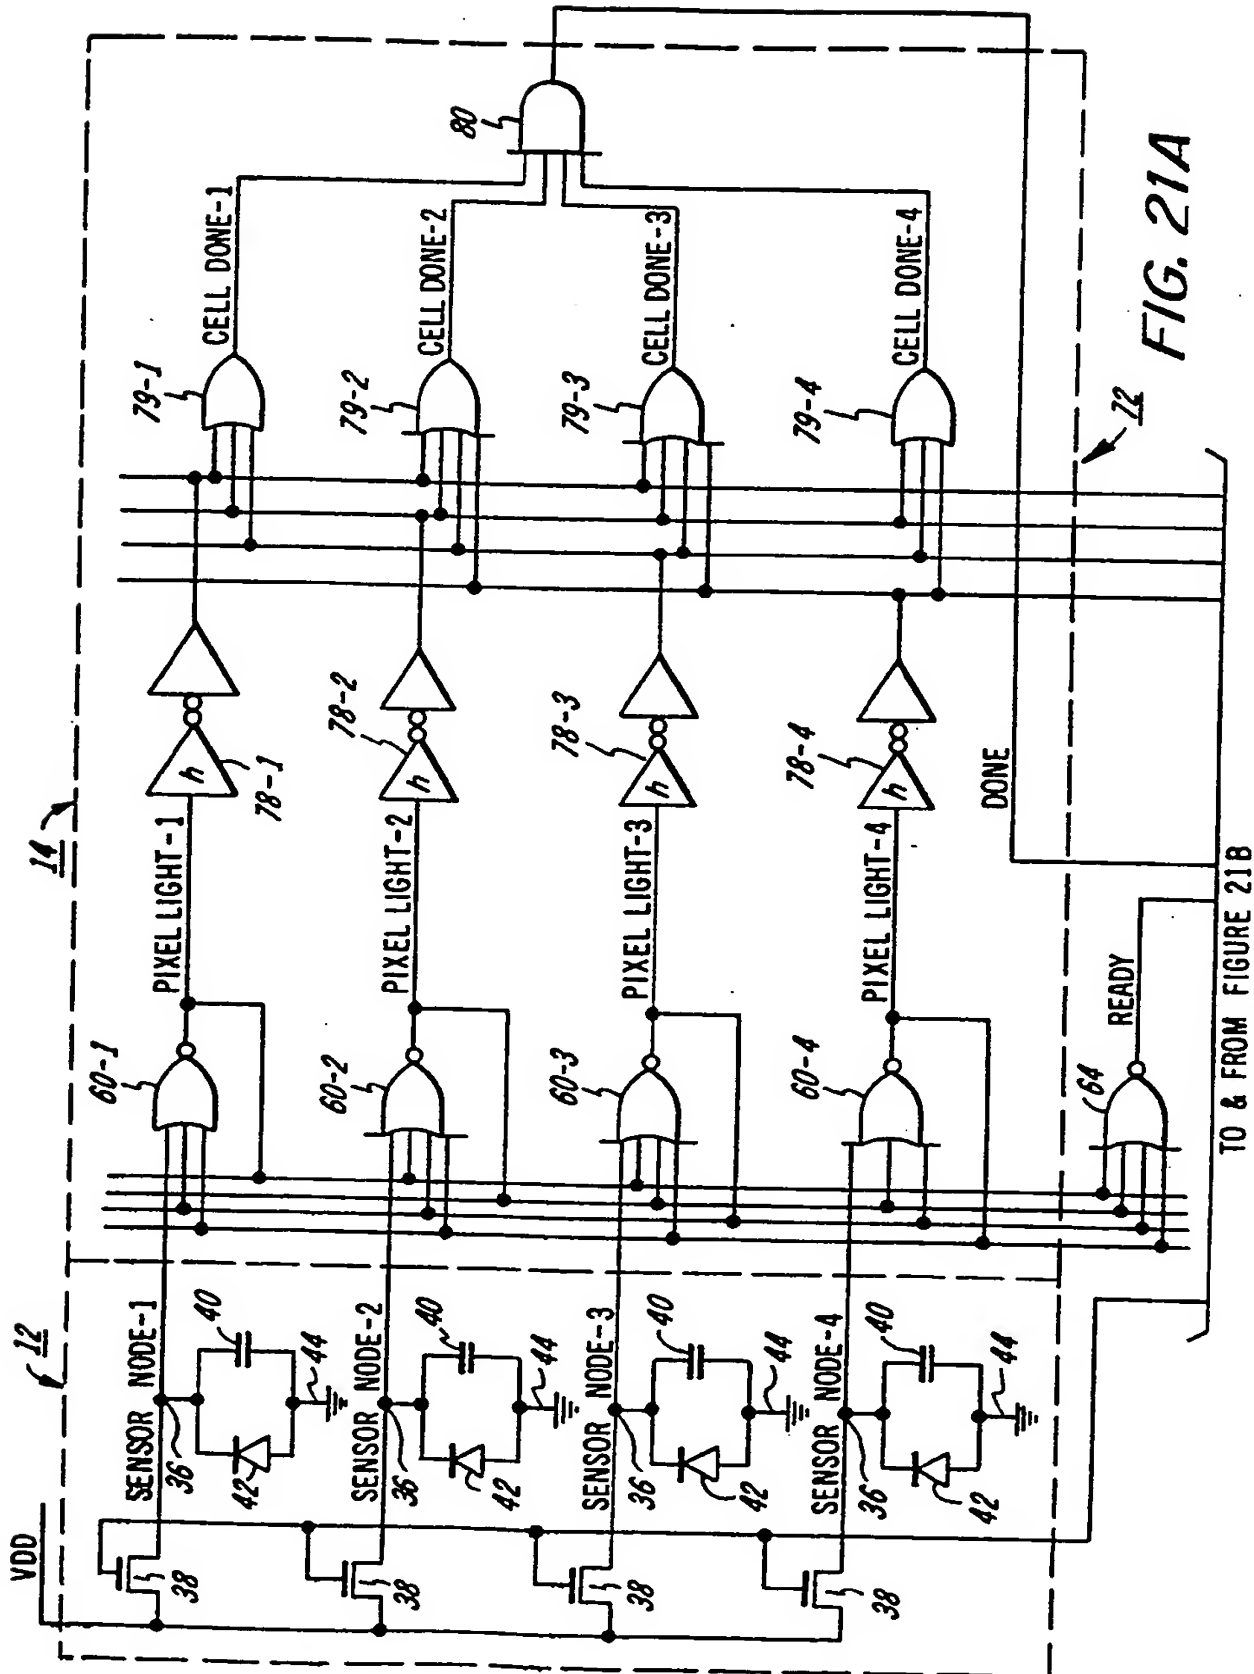 VDD
12
14
38
SENSOR NODE-1
36
42
40
44
60-1
PIXEL LIGHT-1
h
78-1
79-1
CELL DONE-1
38
SENSOR NODE-2
36
42
40
44
60-2
PIXEL LIGHT-2
h
78-2
79-2
CELL DONE-2
80
38
SENSOR NODE-3
36
42
40
44
60-3
PIXEL LIGHT-3
h
78-3
79-3
CELL DONE-3
38
SENSOR NODE-4
36
42
40
44
60-4
PIXEL LIGHT-4
h
78-4
79-4
CELL DONE-4
DONE
64
READY
72
TO & FROM FIGURE 21B
FIG. 21A